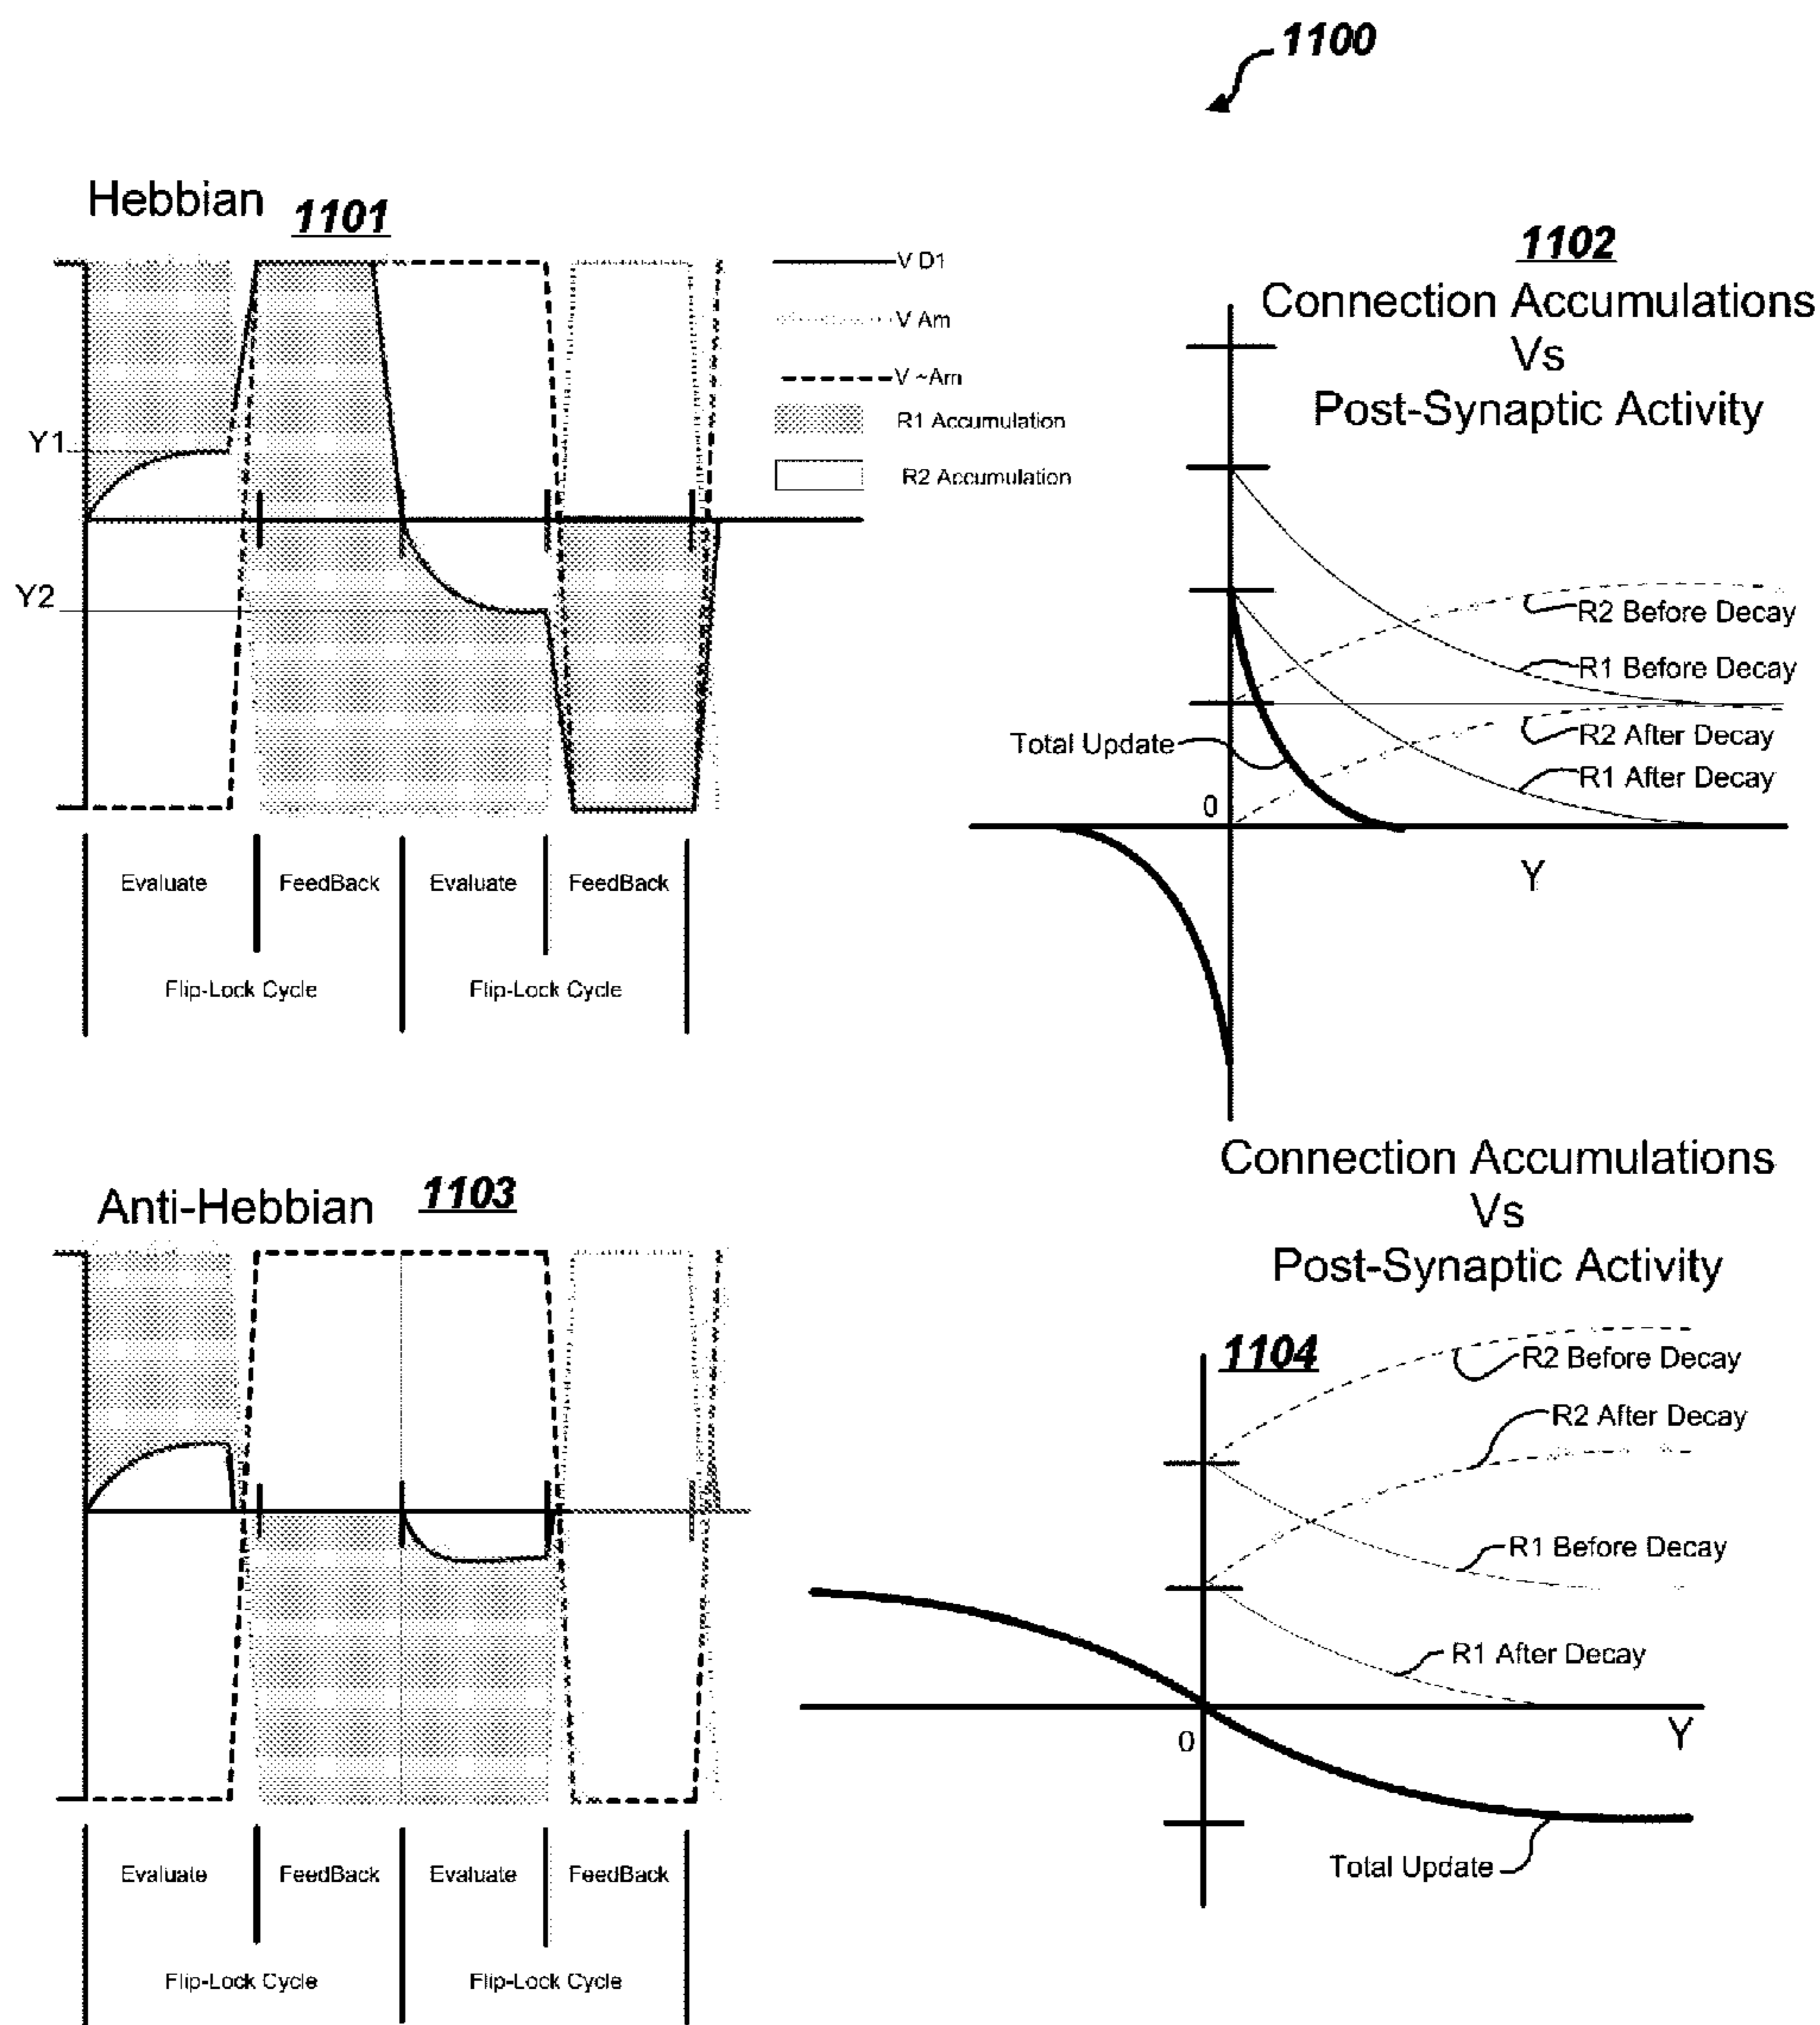 1100
Hebbian 1101
V D1
V Am
V ~Am
R1 Accumulation
R2 Accumulation
Y1
Y2
Evaluate FeedBack Evaluate FeedBack
Flip-Lock Cycle Flip-Lock Cycle
1102
Connection Accumulations
Vs
Post-Synaptic Activity
R2 Before Decay
R1 Before Decay
R2 After Decay
R1 After Decay
Total Update
0
Y
Anti-Hebbian 1103
Evaluate FeedBack Evaluate FeedBack
Flip-Lock Cycle Flip-Lock Cycle
Connection Accumulations
Vs
Post-Synaptic Activity
1104
R2 Before Decay
R2 After Decay
R1 Before Decay
R1 After Decay
0
Y
Total Update